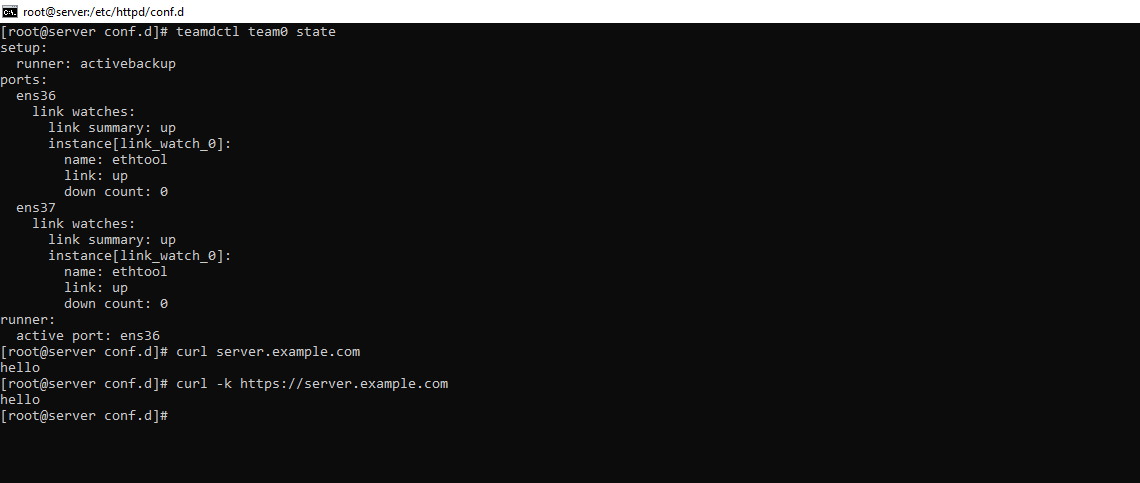 root@server:/etc/httpd/conf.d
[root@server conf.d]# teamdctl team0 state
setup:
  runner: activebackup
ports:
  ens36
    link watches:
      link summary: up
      instance[link_watch_0]:
        name: ethtool
        link: up
        down count: 0
  ens37
    link watches:
      link summary: up
      instance[link_watch_0]:
        name: ethtool
        link: up
        down count: 0
runner:
  active port: ens36
[root@server conf.d]# curl server.example.com
hello
[root@server conf.d]# curl -k https://server.example.com
hello
[root@server conf.d]#